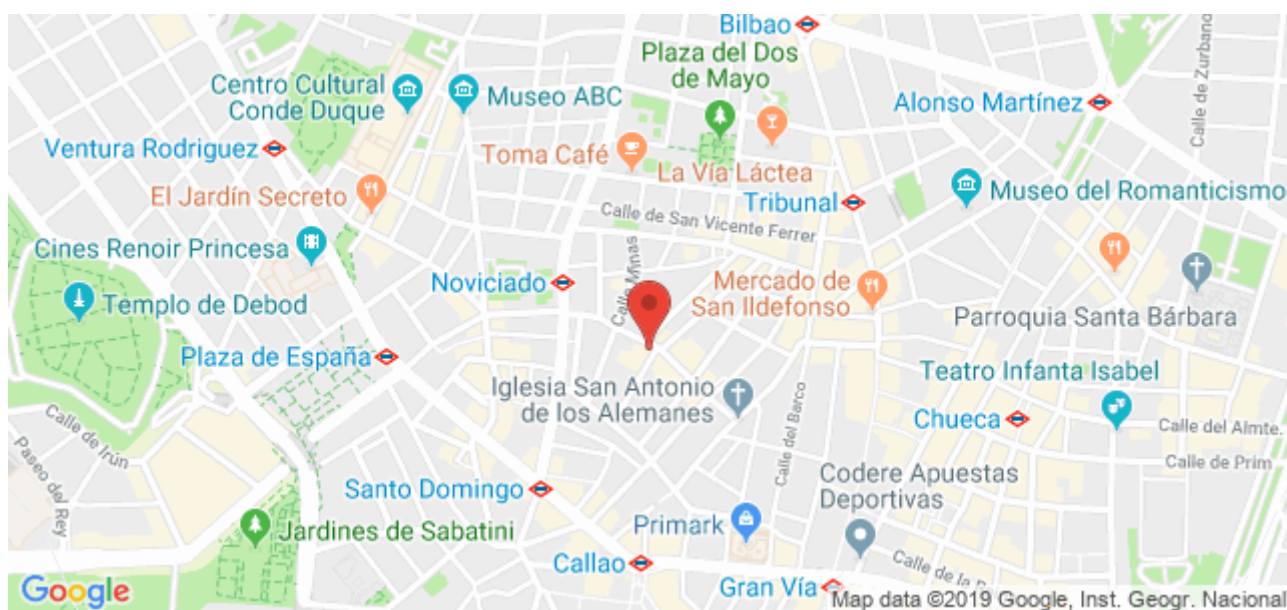 Bilbao
Plaza del Dos
de Mayo
Centro Cultural
Conde Duque
Museo ABC
Alonso Martínez
Calle de Zurbano
Ventura Rodriguez
Toma Café
La Vía Láctea
El Jardín Secreto
Tribunal
Museo del Romanticismo
Calle de San Vicente Ferrer
Cines Renoir Princesa
Calle Minas
Noviciado
Mercado de
San Ildefonso
Templo de Debod
Parroquia Santa Bárbara
Plaza de España
Teatro Infanta Isabel
Iglesia San Antonio
de los Alemanes
Calle del Barco
Chueca
Calle de Irún
Calle del Almte.
Paseo del Rey
Calle de Prim
Codere Apuestas
Deportivas
Santo Domingo
Primark
Jardines de Sabatini
Callao
Gran Vía
Calle de la
Google
Map data ©2019 Google, Inst. Geogr. Nacional